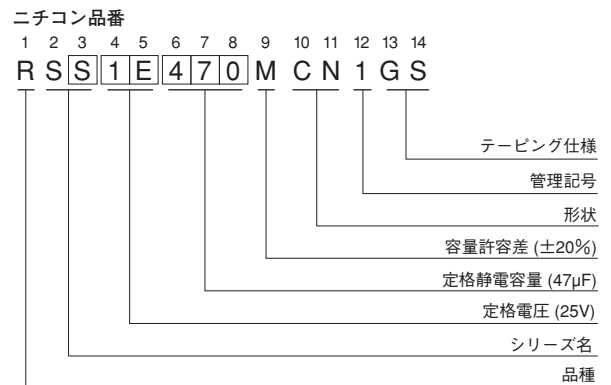 ニチコン品番
1 2 3 4 5 6 7 8 9 10 11 12 13 14
R S S 1 E 4 7 0 M C N 1 G S
テーピング仕様
管理記号
形状
容量許容差 (±20%)
定格静電容量 (47µF)
定格電圧 (25V)
シリーズ名
品種